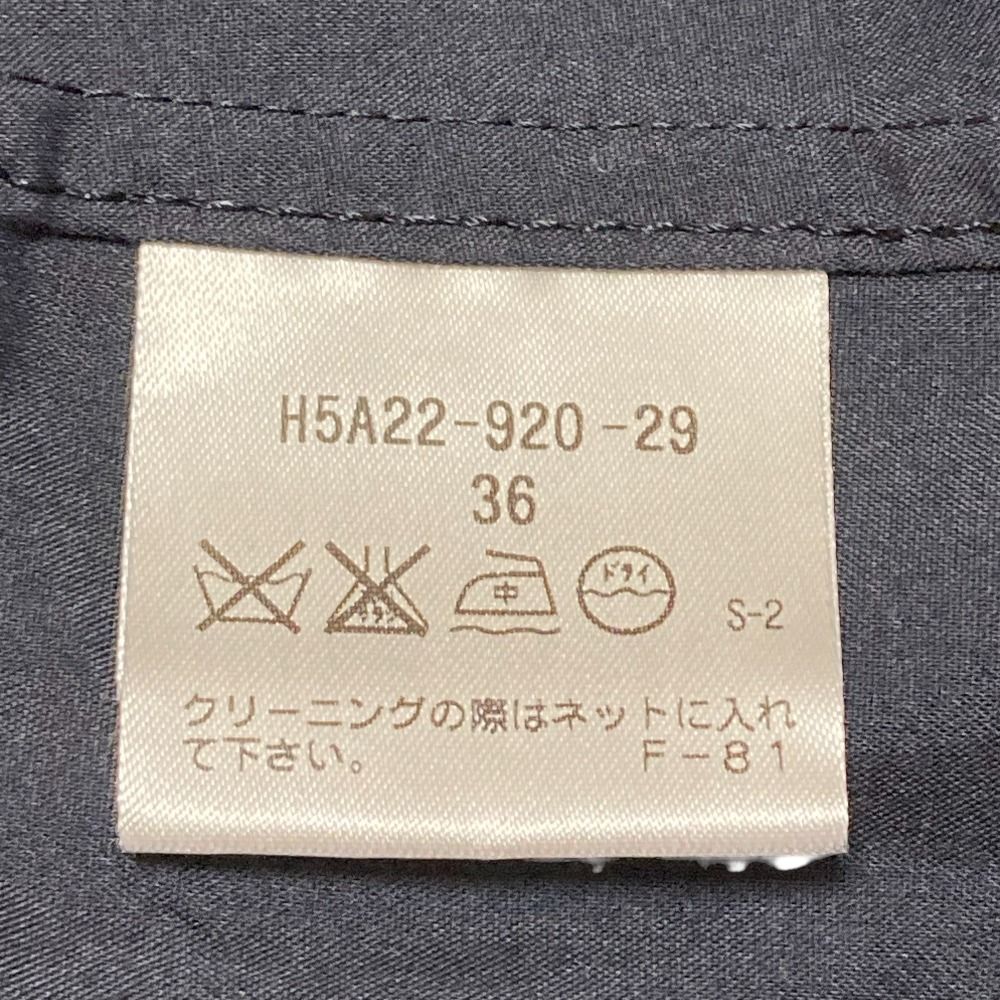 H5A22-920-29
36
中 ドライ S-2
クリーニングの際はネットに入れ
て下さい。 F-81